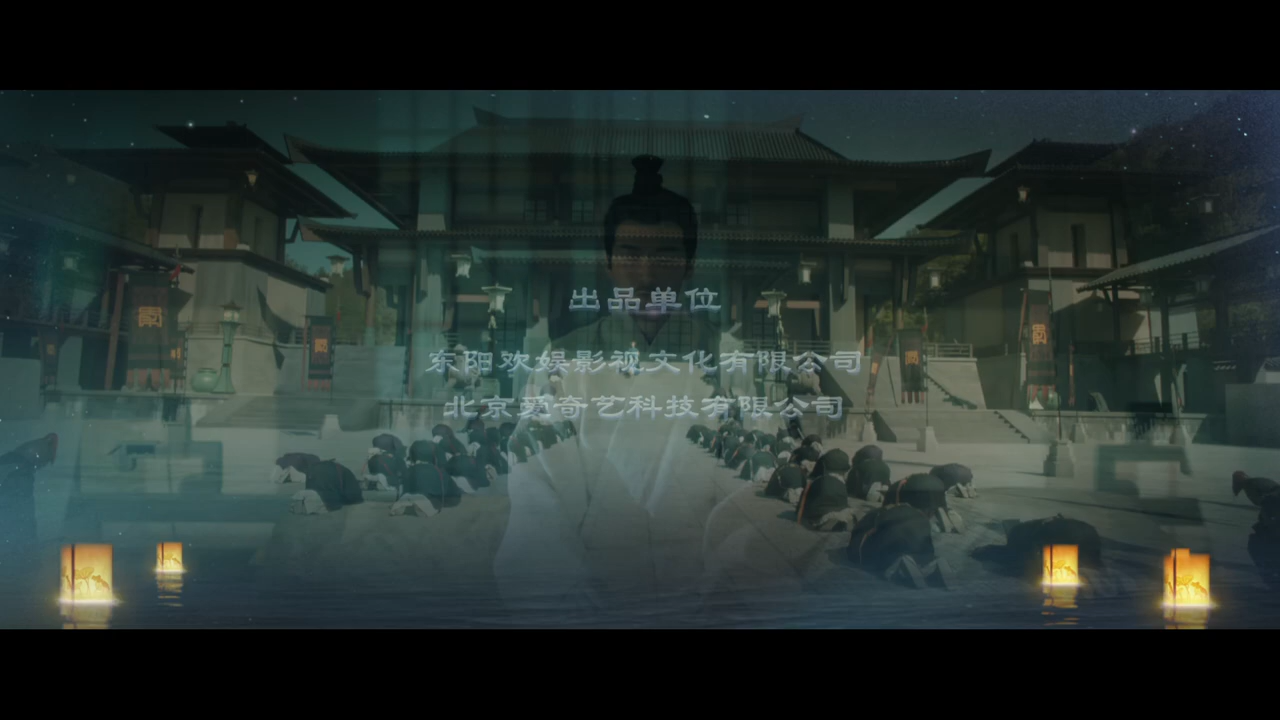 出品单位
东阳欢娱影视文化有限公司
北京爱奇艺科技有限公司